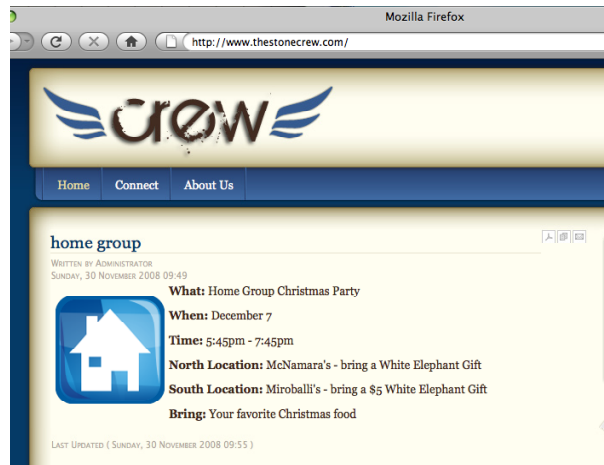 Mozilla Firefox
http://www.thestonecrew.com/
crew
Home Connect About Us
home group
Written by Administrator
Sunday, 30 November 2008 09:49
What: Home Group Christmas Party
When: December 7
Time: 5:45pm - 7:45pm
North Location: McNamara's - bring a White Elephant Gift
South Location: Miroballi's - bring a $5 White Elephant Gift
Bring: Your favorite Christmas food
Last Updated ( Sunday, 30 November 2008 09:55 )